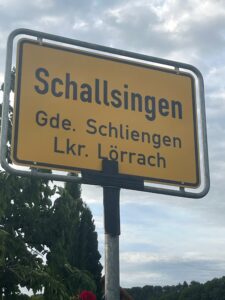 Schallsingen
Gde. Schliengen
Lkr. Lörrach